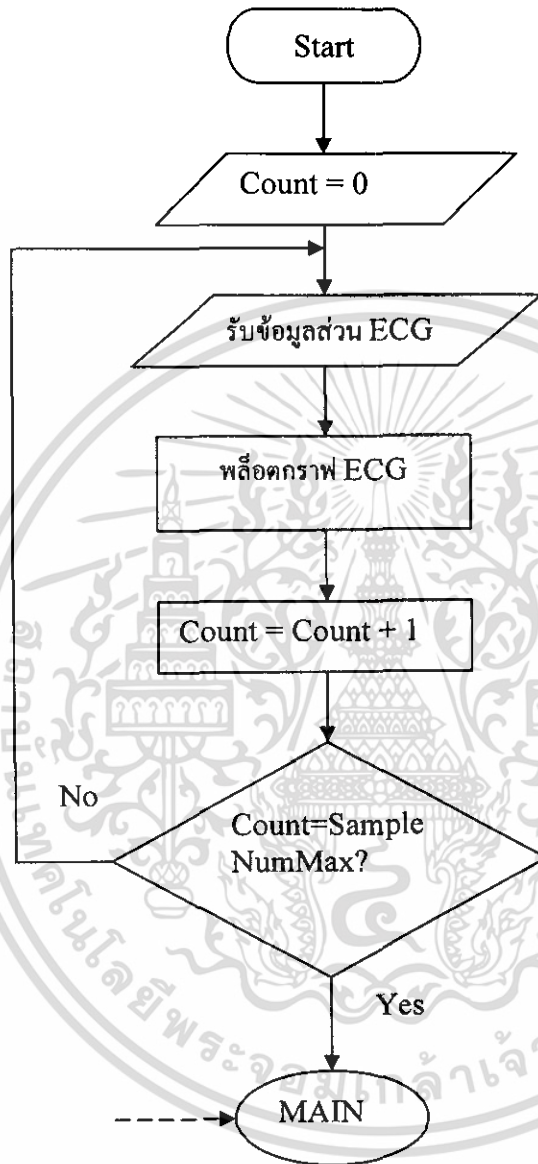 Start
Count = 0
รับข้อมูลส่วน ECG
พล็อตกราฟ ECG
Count = Count + 1
No
Count=Sample
NumMax?
Yes
MAIN